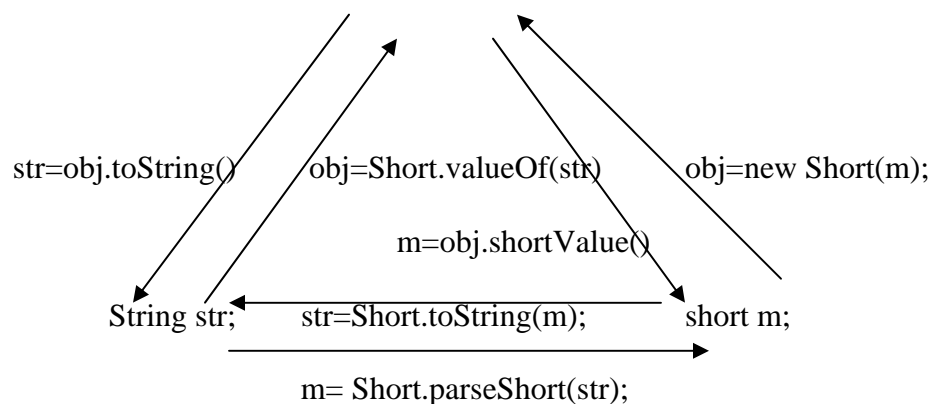 str=obj.toString() obj=Short.valueOf(str) obj=new Short(m);
m=obj.shortValue()
String str; str=Short.toString(m); short m;
m= Short.parseShort(str);